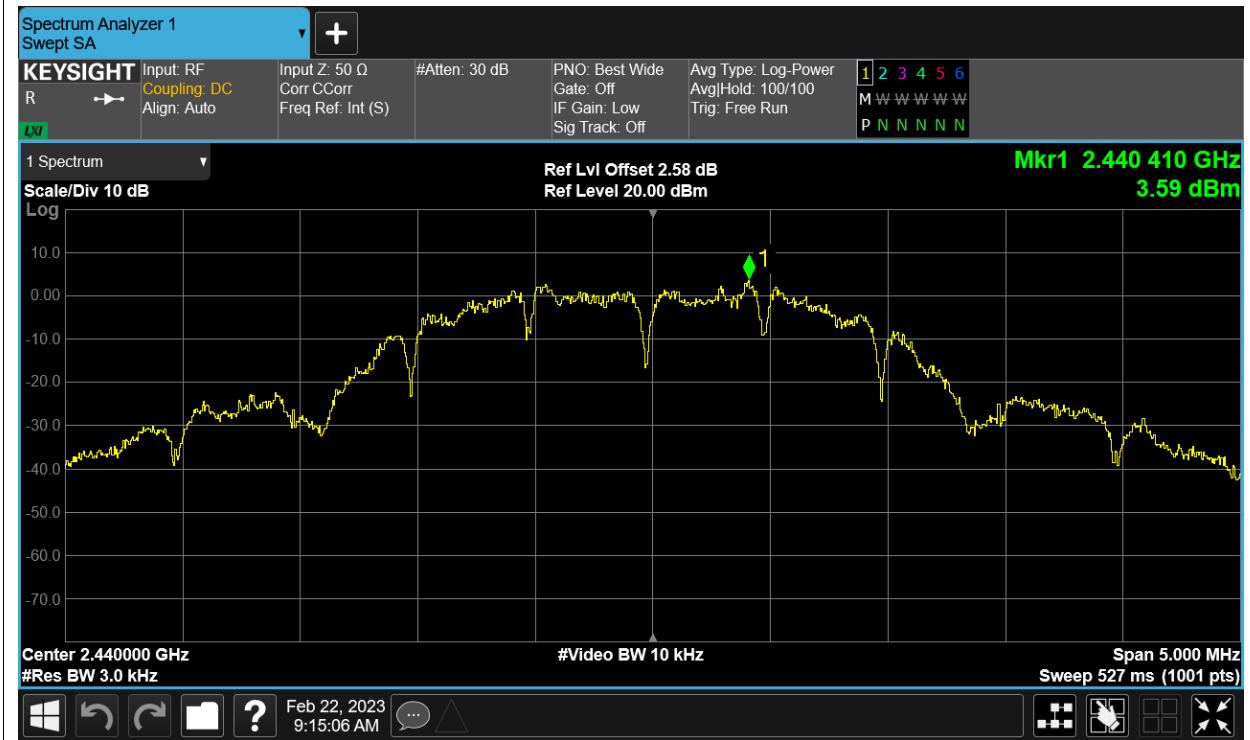 Spectrum Analyzer 1
Swept SA
+
KEYSIGHT
R
LXI
Input: RF
Coupling: DC
Align: Auto
Input Z: 50 Ω
Corr CCorr
Freq Ref: Int (S)
#Atten: 30 dB
PNO: Best Wide
Gate: Off
IF Gain: Low
Sig Track: Off
Avg Type: Log-Power
Avg|Hold: 100/100
Trig: Free Run
1 2 3 4 5 6
M W W W W W
P N N N N N
1 Spectrum
Scale/Div 10 dB
Log
Ref Lvl Offset 2.58 dB
Ref Level 20.00 dBm
Mkr1 2.440 410 GHz
3.59 dBm
1
10.0
0.00
-10.0
-20.0
-30.0
-40.0
-50.0
-60.0
-70.0
Center 2.440000 GHz
#Res BW 3.0 kHz
#Video BW 10 kHz
Span 5.000 MHz
Sweep 527 ms (1001 pts)
?
Feb 22, 2023
9:15:06 AM